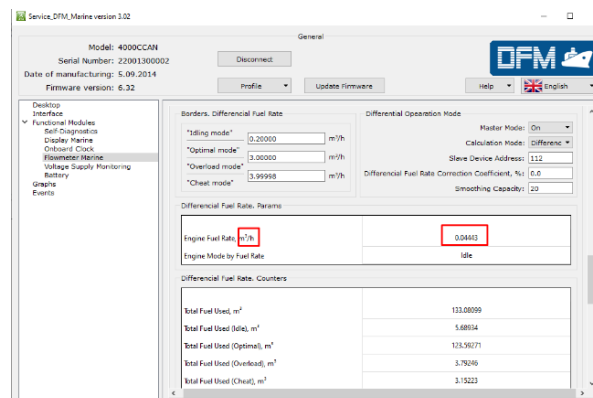 Service_DFM_Marine version 3.02
General
Model: 4000CCAN
Serial Number: 22001300002
Disconnect
DFM
Date of manufacturing: 5.09.2014
Firmware version: 6.32
Profile
Update Firmware
Help
English
Desktop
Interface
Functional Modules
Self-Diagnostics
Display Marine
Onboard Clock
Flowmeter Marine
Voltage Supply Monitoring
Battery
Graphs
Events
Borders. Differencial Fuel Rate
"Idling mode"
0.20000 m³/h
"Optimal mode"
3.00000 m³/h
"Overload mode"
3.99998 m³/h
"Cheat mode"
Differential Opearation Mode
Master Mode: On
Calculation Mode: Differenc
Slave Device Address: 112
Differencial Fuel Rate Correction Coefficient, %: 0.0
Smoothing Capacity: 20
Differencial Fuel Rate. Params
Engine Fuel Rate, m³/h 0.04443
Engine Mode by Fuel Rate Idle
Differencial Fuel Rate. Counters
Total Fuel Used, m³ 133.08099
Total Fuel Used (Idle), m³ 5.68934
Total Fuel Used (Optimal), m³ 123.59271
Total Fuel Used (Overload), m³ 3.79246
Total Fuel Used (Cheat), m³ 3.15223